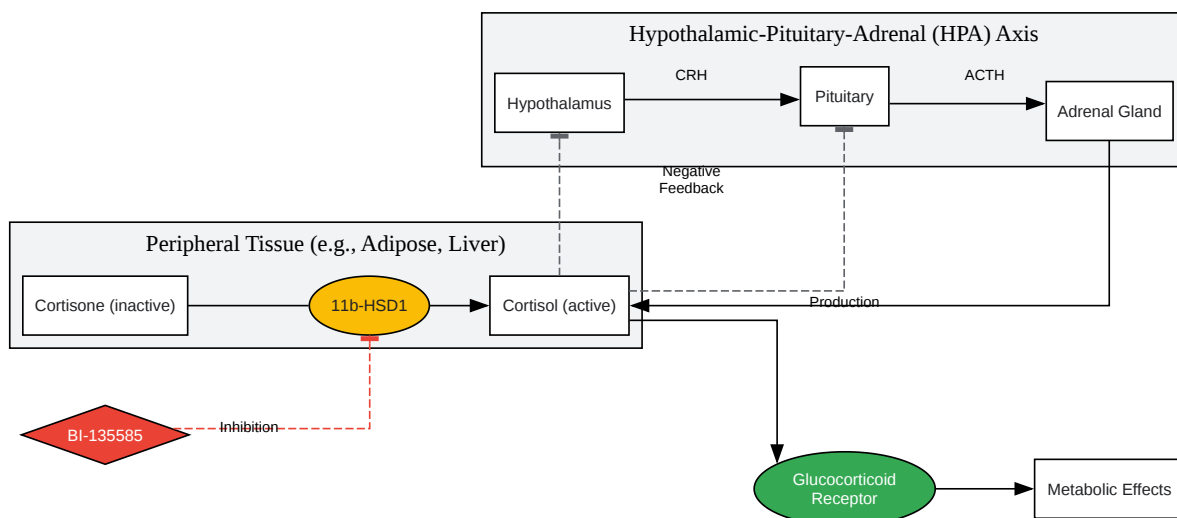 Hypothalamic-Pituitary-Adrenal (HPA) Axis
Hypothalamus
CRH
Pituitary
ACTH
Adrenal Gland
Negative
Feedback
Peripheral Tissue (e.g., Adipose, Liver)
Cortisone (inactive)
11b-HSD1
Cortisol (active)
Production
BI-135585
Inhibition
Glucocorticoid
Receptor
Metabolic Effects